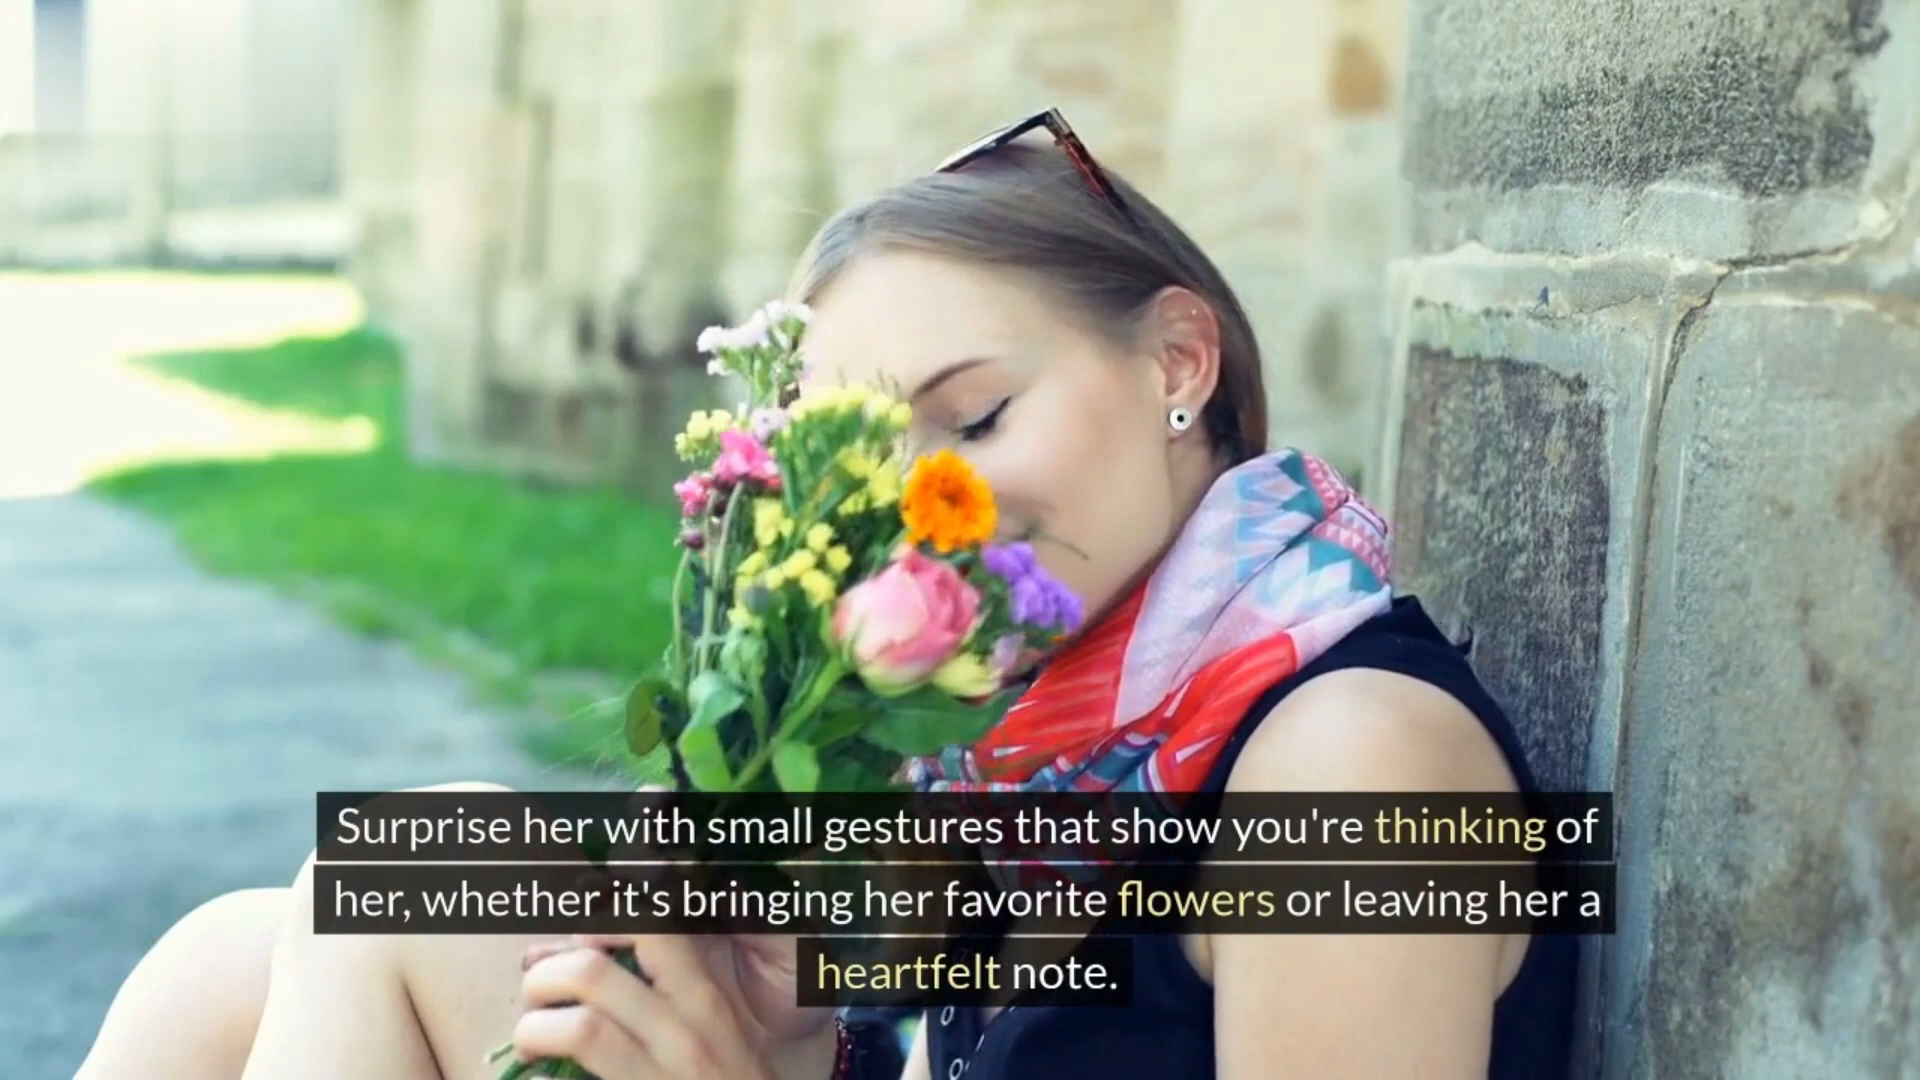 Surprise her with small gestures that show you're thinking of
her, whether it's bringing her favorite flowers or leaving her a
heartfelt note.